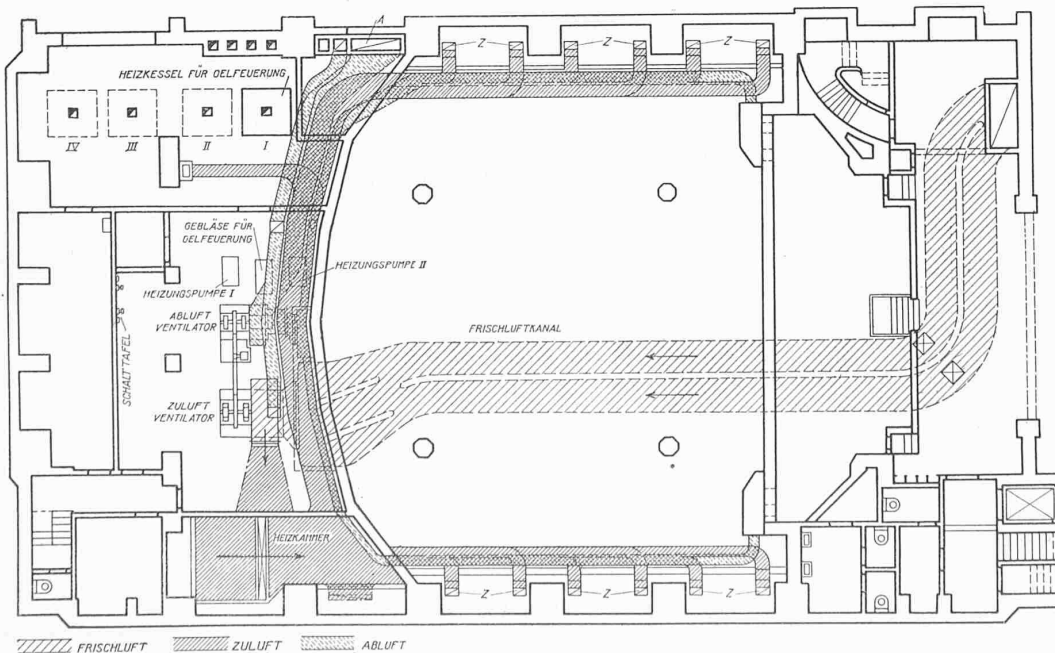 A
Z Z Z
HEIZKESSEL FÜR OELFEUERUNG
IV III II I
GEBLÄSE FÜR
OELFEUERUNG
HEIZUNGSPUMPE II
HEIZUNGSPUMPE I
ABLUFT
VENTILATOR
FRISCHLUFTKANAL
SCHALTTAFEL
ZULUFT
VENTILATOR
HEIZKAMMER
Z Z Z
FRISCHLUFT ZULUFT ABLUFT